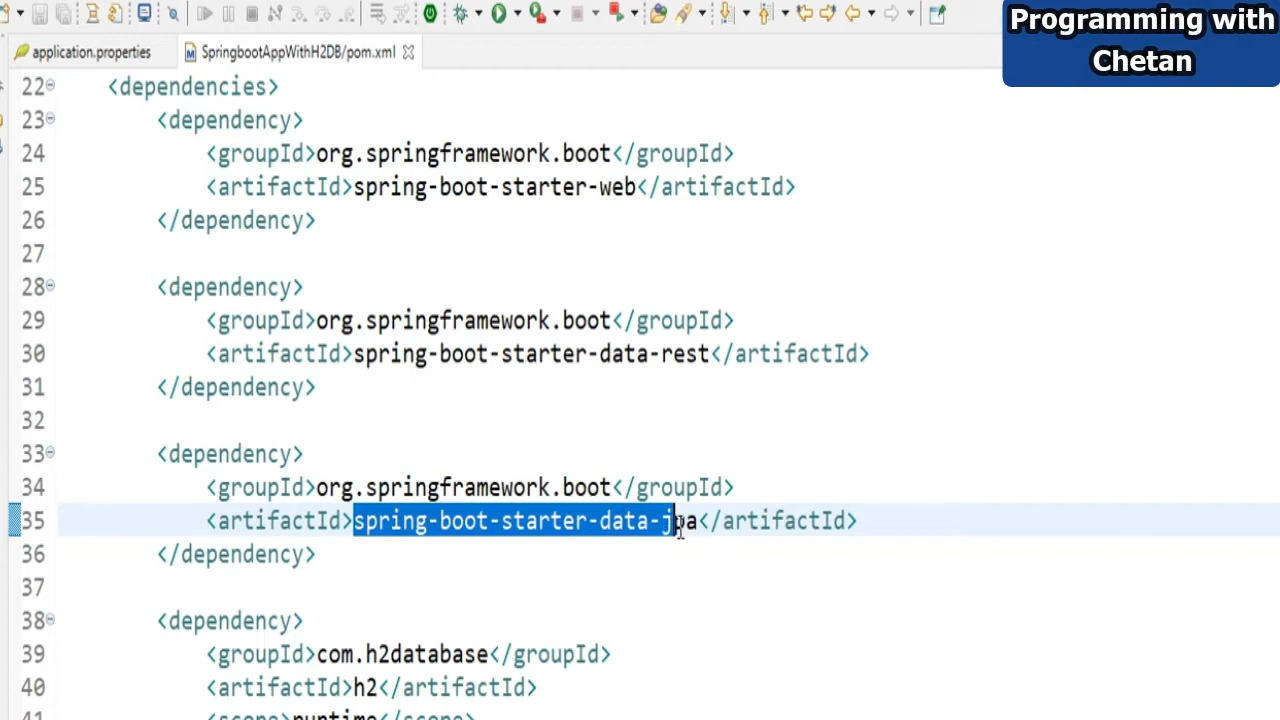 Programming with
Chetan
application.properties
SpringbootAppWithH2DB/pom.xml
22 <dependencies>
23 <dependency>
24 <groupId>org.springframework.boot</groupId>
25 <artifactId>spring-boot-starter-web</artifactId>
26 </dependency>
27
28 <dependency>
29 <groupId>org.springframework.boot</groupId>
30 <artifactId>spring-boot-starter-data-rest</artifactId>
31 </dependency>
32
33 <dependency>
34 <groupId>org.springframework.boot</groupId>
35 <artifactId>spring-boot-starter-data-jpa</artifactId>
36 </dependency>
37
38 <dependency>
39 <groupId>com.h2database</groupId>
40 <artifactId>h2</artifactId>
41 <scope>runtime</scope>